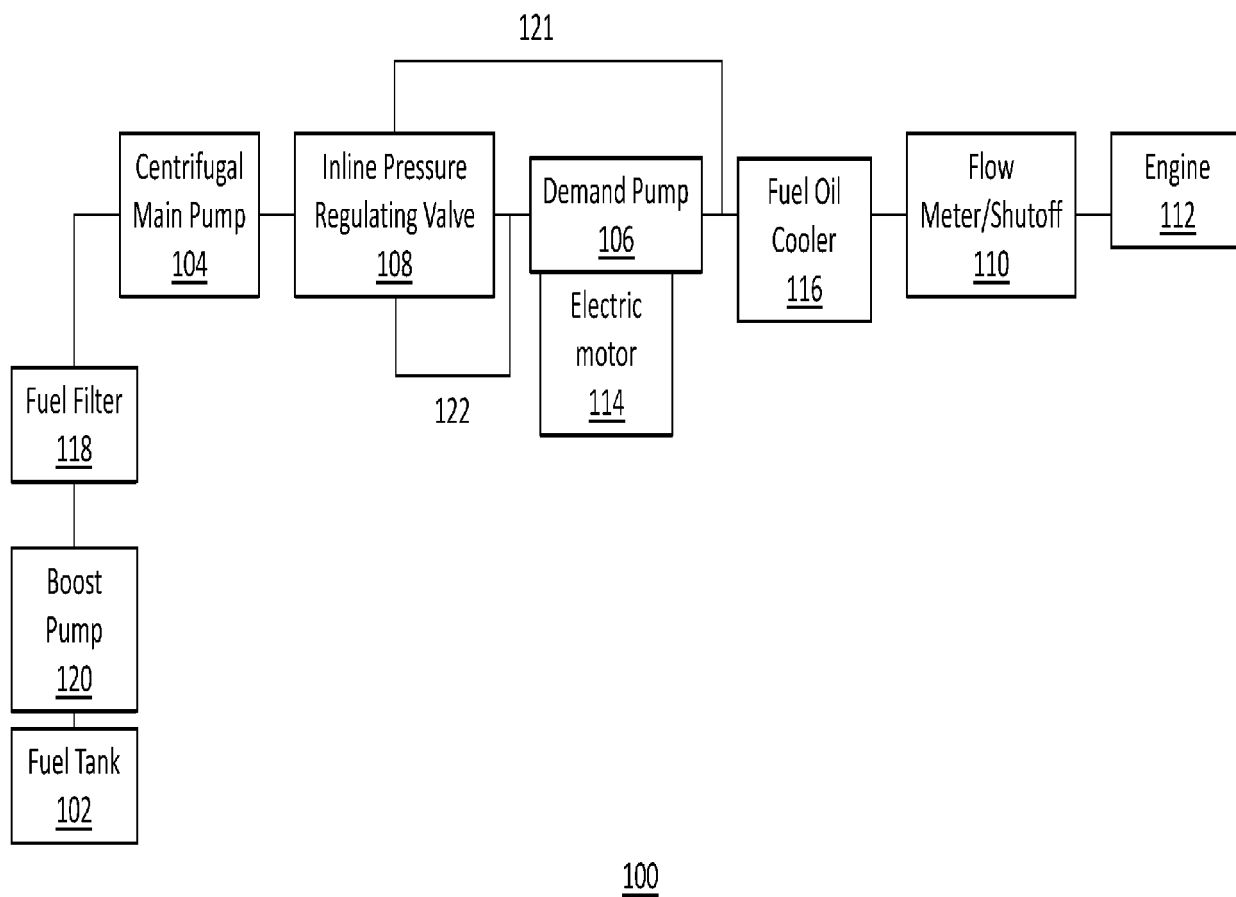 121
Centrifugal
Main Pump
104
Inline Pressure
Regulating Valve
108
Demand Pump
106
Fuel Oil
Cooler
116
Flow
Meter/Shutoff
110
Engine
112
Electric
motor
114
122
Fuel Filter
118
Boost
Pump
120
Fuel Tank
102
100